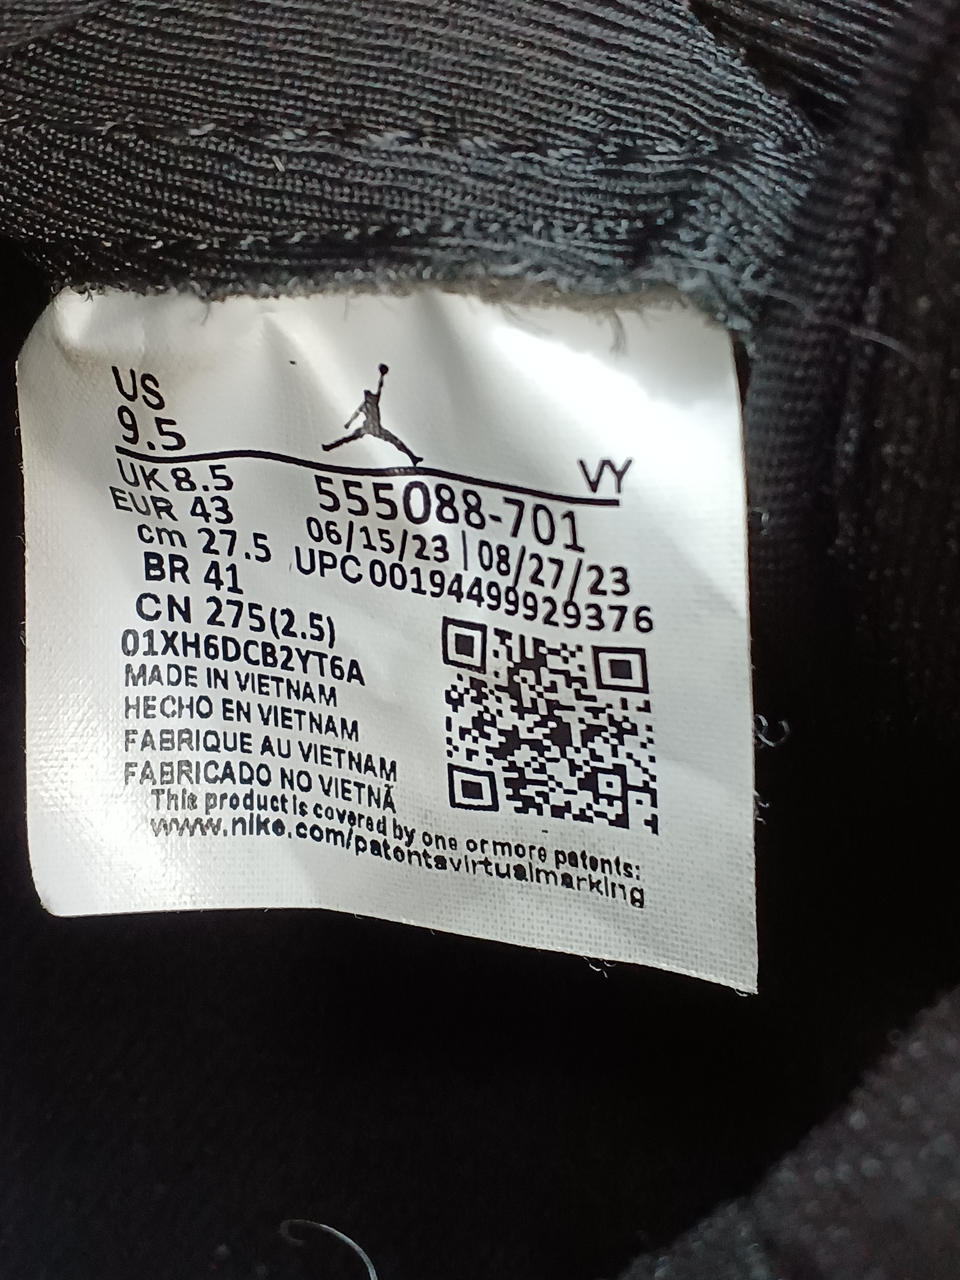 US
9.5
VY
UK 8.5
EUR 43
cm 27.5
BR 41
CN 275(2.5)
555088-701
06/15/23 | 08/27/23
UPC 00194499929376
01XH6DCB2YT6A
MADE IN VIETNAM
HECHO EN VIETNAM
FABRIQUE AU VIETNAM
FABRICADO NO VIETNÃ
This product is covered by one or more patents:
www.nike.com/patentsvirtualmarking